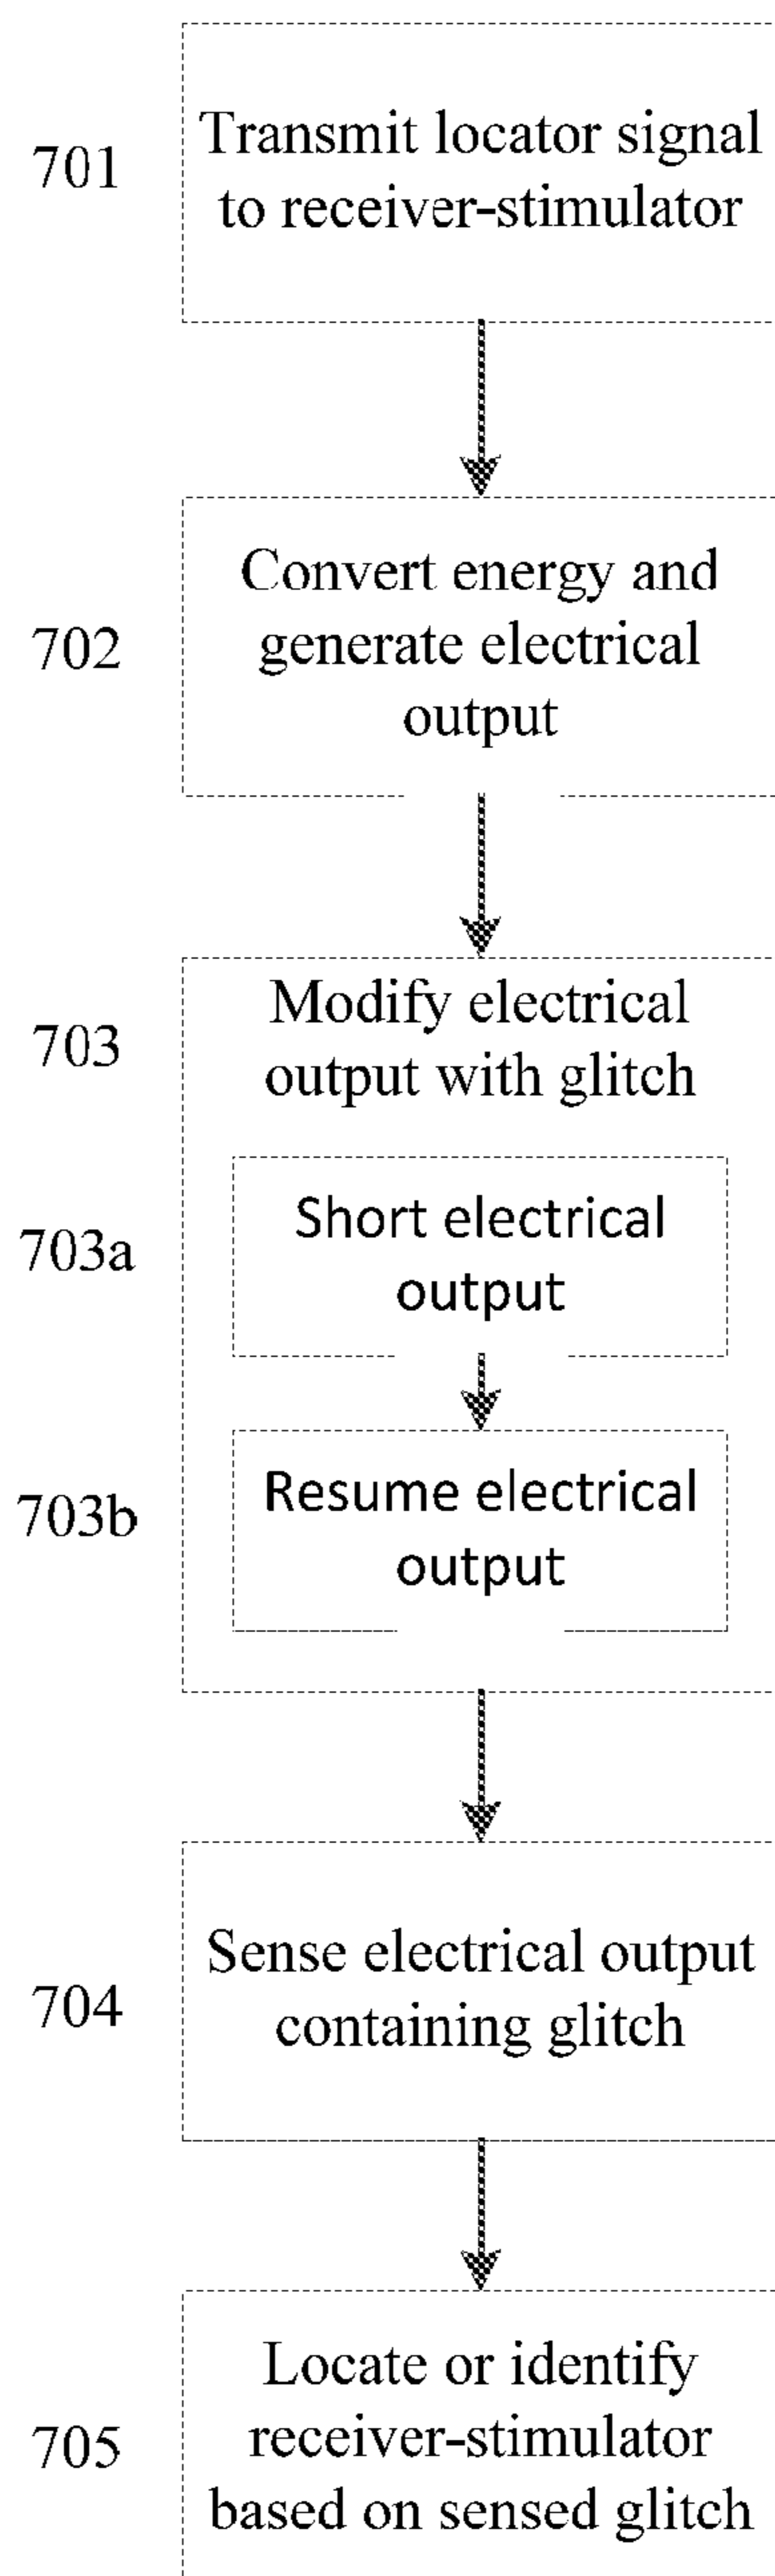 701
Transmit locator signal
to receiver-stimulator
702
Convert energy and
generate electrical
output
703
Modify electrical
output with glitch
703a
Short electrical
output
703b
Resume electrical
output
704
Sense electrical output
containing glitch
705
Locate or identify
receiver-stimulator
based on sensed glitch